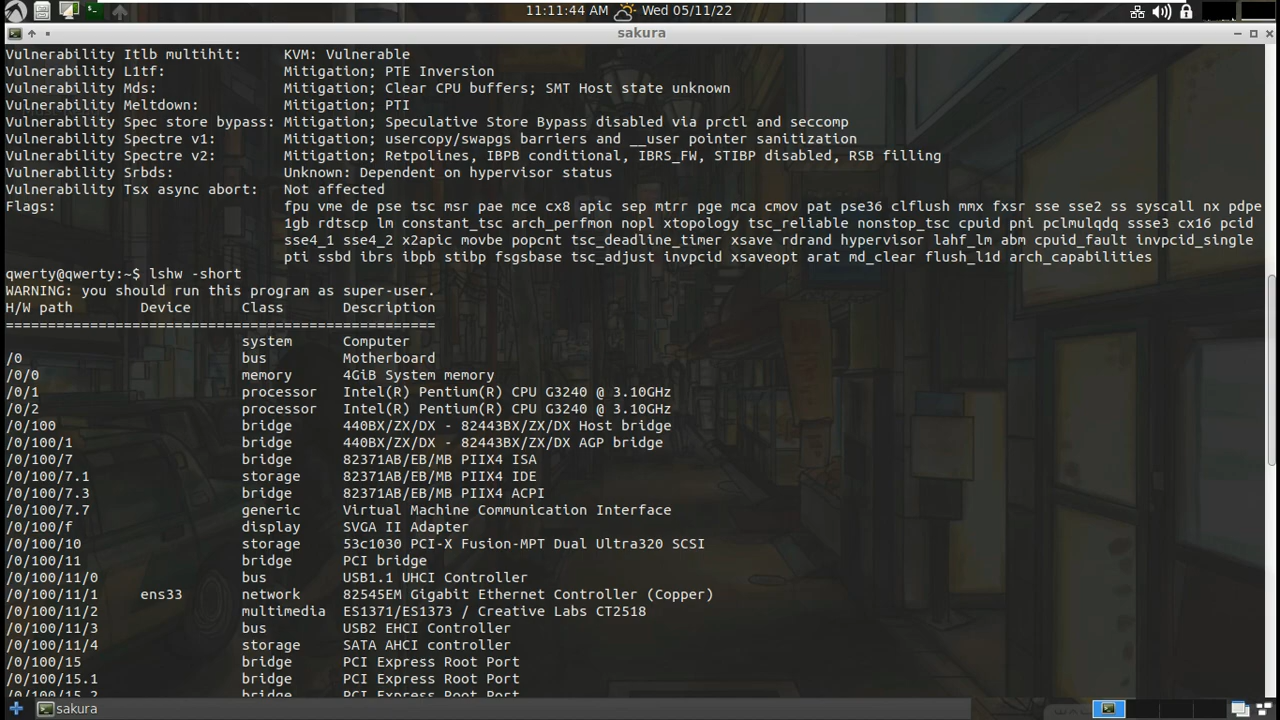 11:11:44 AM Wed 05/11/22
sakura
Vulnerability Itlb multihit: KVM: Vulnerable
Vulnerability L1tf: Mitigation; PTE Inversion
Vulnerability Mds: Mitigation; Clear CPU buffers; SMT Host state unknown
Vulnerability Meltdown: Mitigation; PTI
Vulnerability Spec store bypass: Mitigation; Speculative Store Bypass disabled via prctl and seccomp
Vulnerability Spectre v1: Mitigation; usercopy/swapgs barriers and __user pointer sanitization
Vulnerability Spectre v2: Mitigation; Retpolines, IBPB conditional, IBRS_FW, STIBP disabled, RSB filling
Vulnerability Srbds: Unknown: Dependent on hypervisor status
Vulnerability Tsx async abort: Not affected
Flags: fpu vme de pse tsc msr pae mce cx8 apic sep mtrr pge mca cmov pat pse36 clflush mmx fxsr sse sse2 ss syscall nx pdpe
1gb rdtscp lm constant_tsc arch_perfmon nopl xtopology tsc_reliable nonstop_tsc cpuid pni pclmulqdq ssse3 cx16 pcid
sse4_1 sse4_2 x2apic movbe popcnt tsc_deadline_timer xsave rdrand hypervisor lahf_lm abm cpuid_fault invpcid_single
pti ssbd ibrs ibpb stibp fsgsbase tsc_adjust invpcid xsaveopt arat md_clear flush_l1d arch_capabilities
qwerty@qwerty:~$ lshw -short
WARNING: you should run this program as super-user.
H/W path Device Class Description
===================================================
system Computer
/0 bus Motherboard
/0/0 memory 4GiB System memory
/0/1 processor Intel(R) Pentium(R) CPU G3240 @ 3.10GHz
/0/2 processor Intel(R) Pentium(R) CPU G3240 @ 3.10GHz
/0/100 bridge 440BX/ZX/DX - 82443BX/ZX/DX Host bridge
/0/100/1 bridge 440BX/ZX/DX - 82443BX/ZX/DX AGP bridge
/0/100/7 bridge 82371AB/EB/MB PIIX4 ISA
/0/100/7.1 storage 82371AB/EB/MB PIIX4 IDE
/0/100/7.3 bridge 82371AB/EB/MB PIIX4 ACPI
/0/100/7.7 generic Virtual Machine Communication Interface
/0/100/f display SVGA II Adapter
/0/100/10 storage 53c1030 PCI-X Fusion-MPT Dual Ultra320 SCSI
/0/100/11 bridge PCI bridge
/0/100/11/0 bus USB1.1 UHCI Controller
/0/100/11/1 ens33 network 82545EM Gigabit Ethernet Controller (Copper)
/0/100/11/2 multimedia ES1371/ES1373 / Creative Labs CT2518
/0/100/11/3 bus USB2 EHCI Controller
/0/100/11/4 storage SATA AHCI controller
/0/100/15 bridge PCI Express Root Port
/0/100/15.1 bridge PCI Express Root Port
/0/100/15.2 bridge PCI Express Root Port
sakura